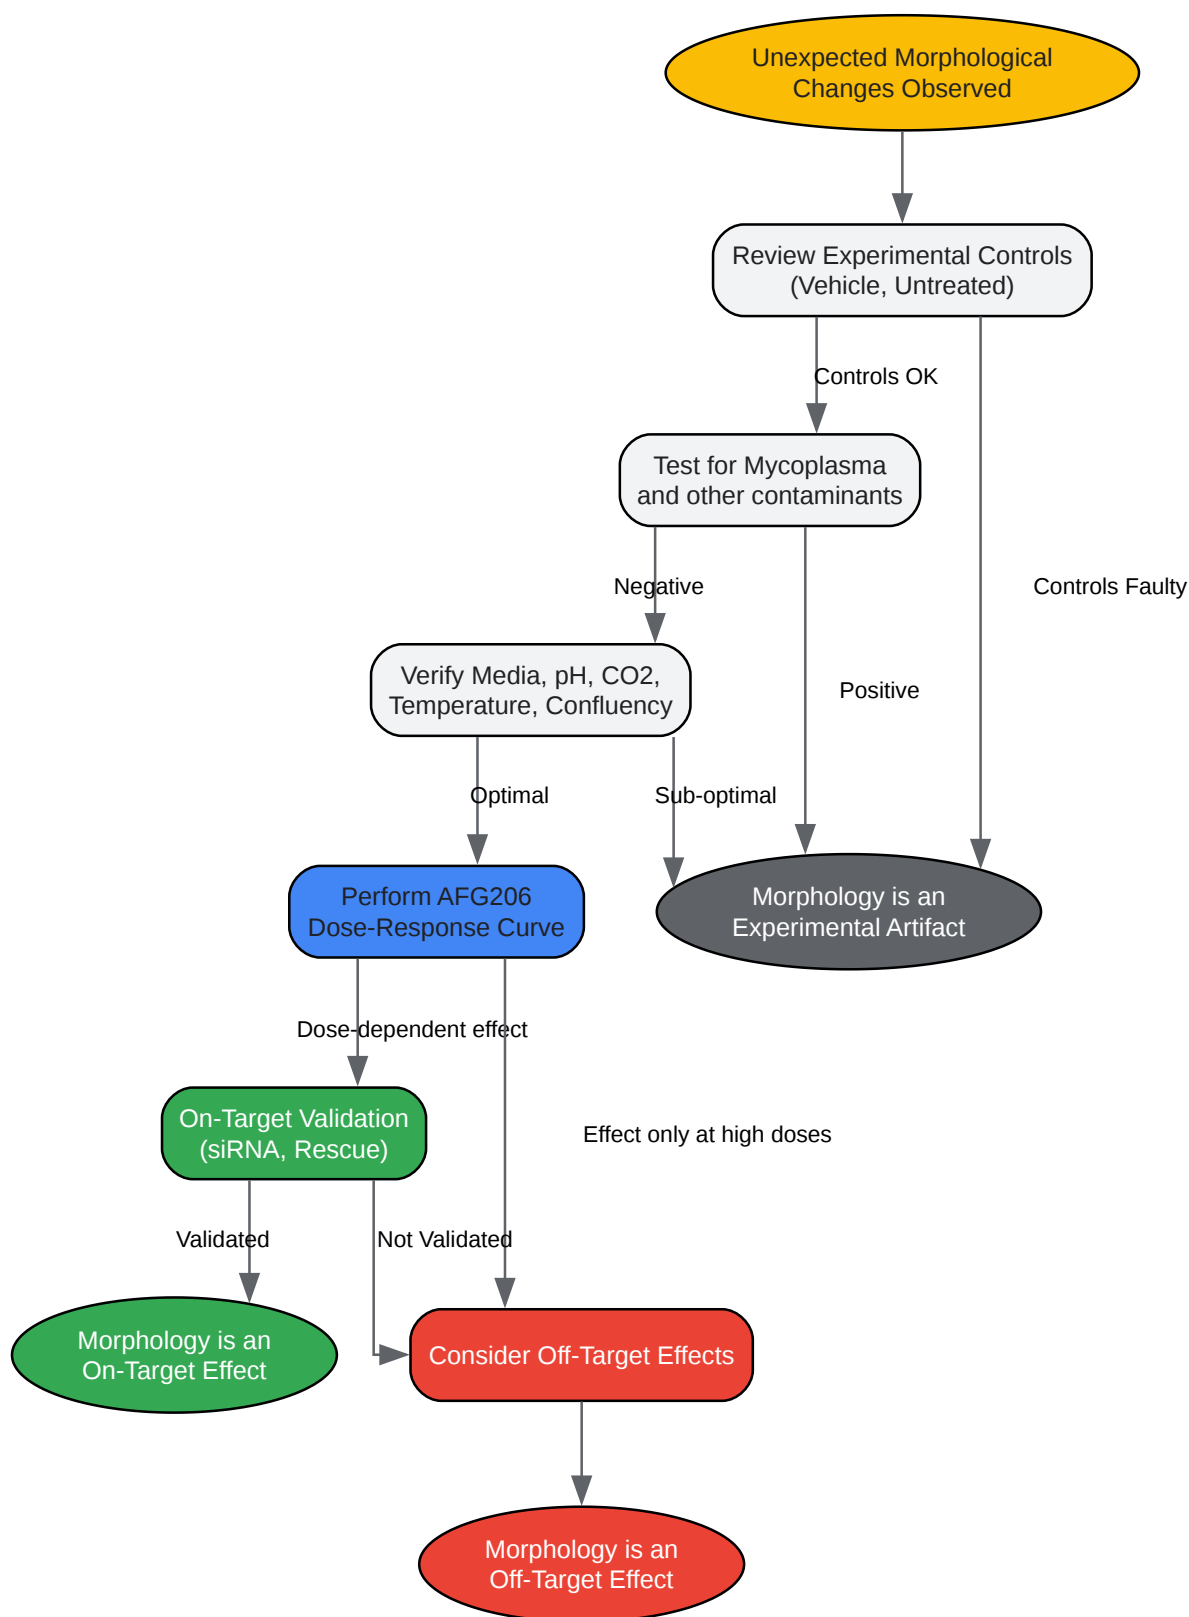 Unexpected Morphological
Changes Observed
Review Experimental Controls
(Vehicle, Untreated)
Controls OK
Test for Mycoplasma
and other contaminants
Negative
Controls Faulty
Verify Media, pH, CO2,
Temperature, Confluency
Positive
Optimal
Sub-optimal
Perform AFG206
Dose-Response Curve
Morphology is an
Experimental Artifact
Dose-dependent effect
On-Target Validation
(siRNA, Rescue)
Effect only at high doses
Validated
Not Validated
Morphology is an
On-Target Effect
Consider Off-Target Effects
Morphology is an
Off-Target Effect